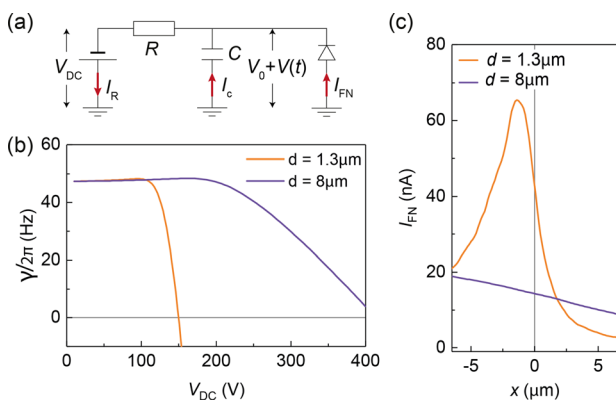 (a)
R
V_DC
I_R
C
I_c
V_0+V(t)
I_FN
(b)
d = 1.3μm
d = 8μm
60
40
20
0
γ/2π (Hz)
0 100 200 300 400
V_DC (V)
(c)
d = 1.3μm
d = 8μm
80
60
40
20
0
I_FN (nA)
-5 0 5
x (μm)